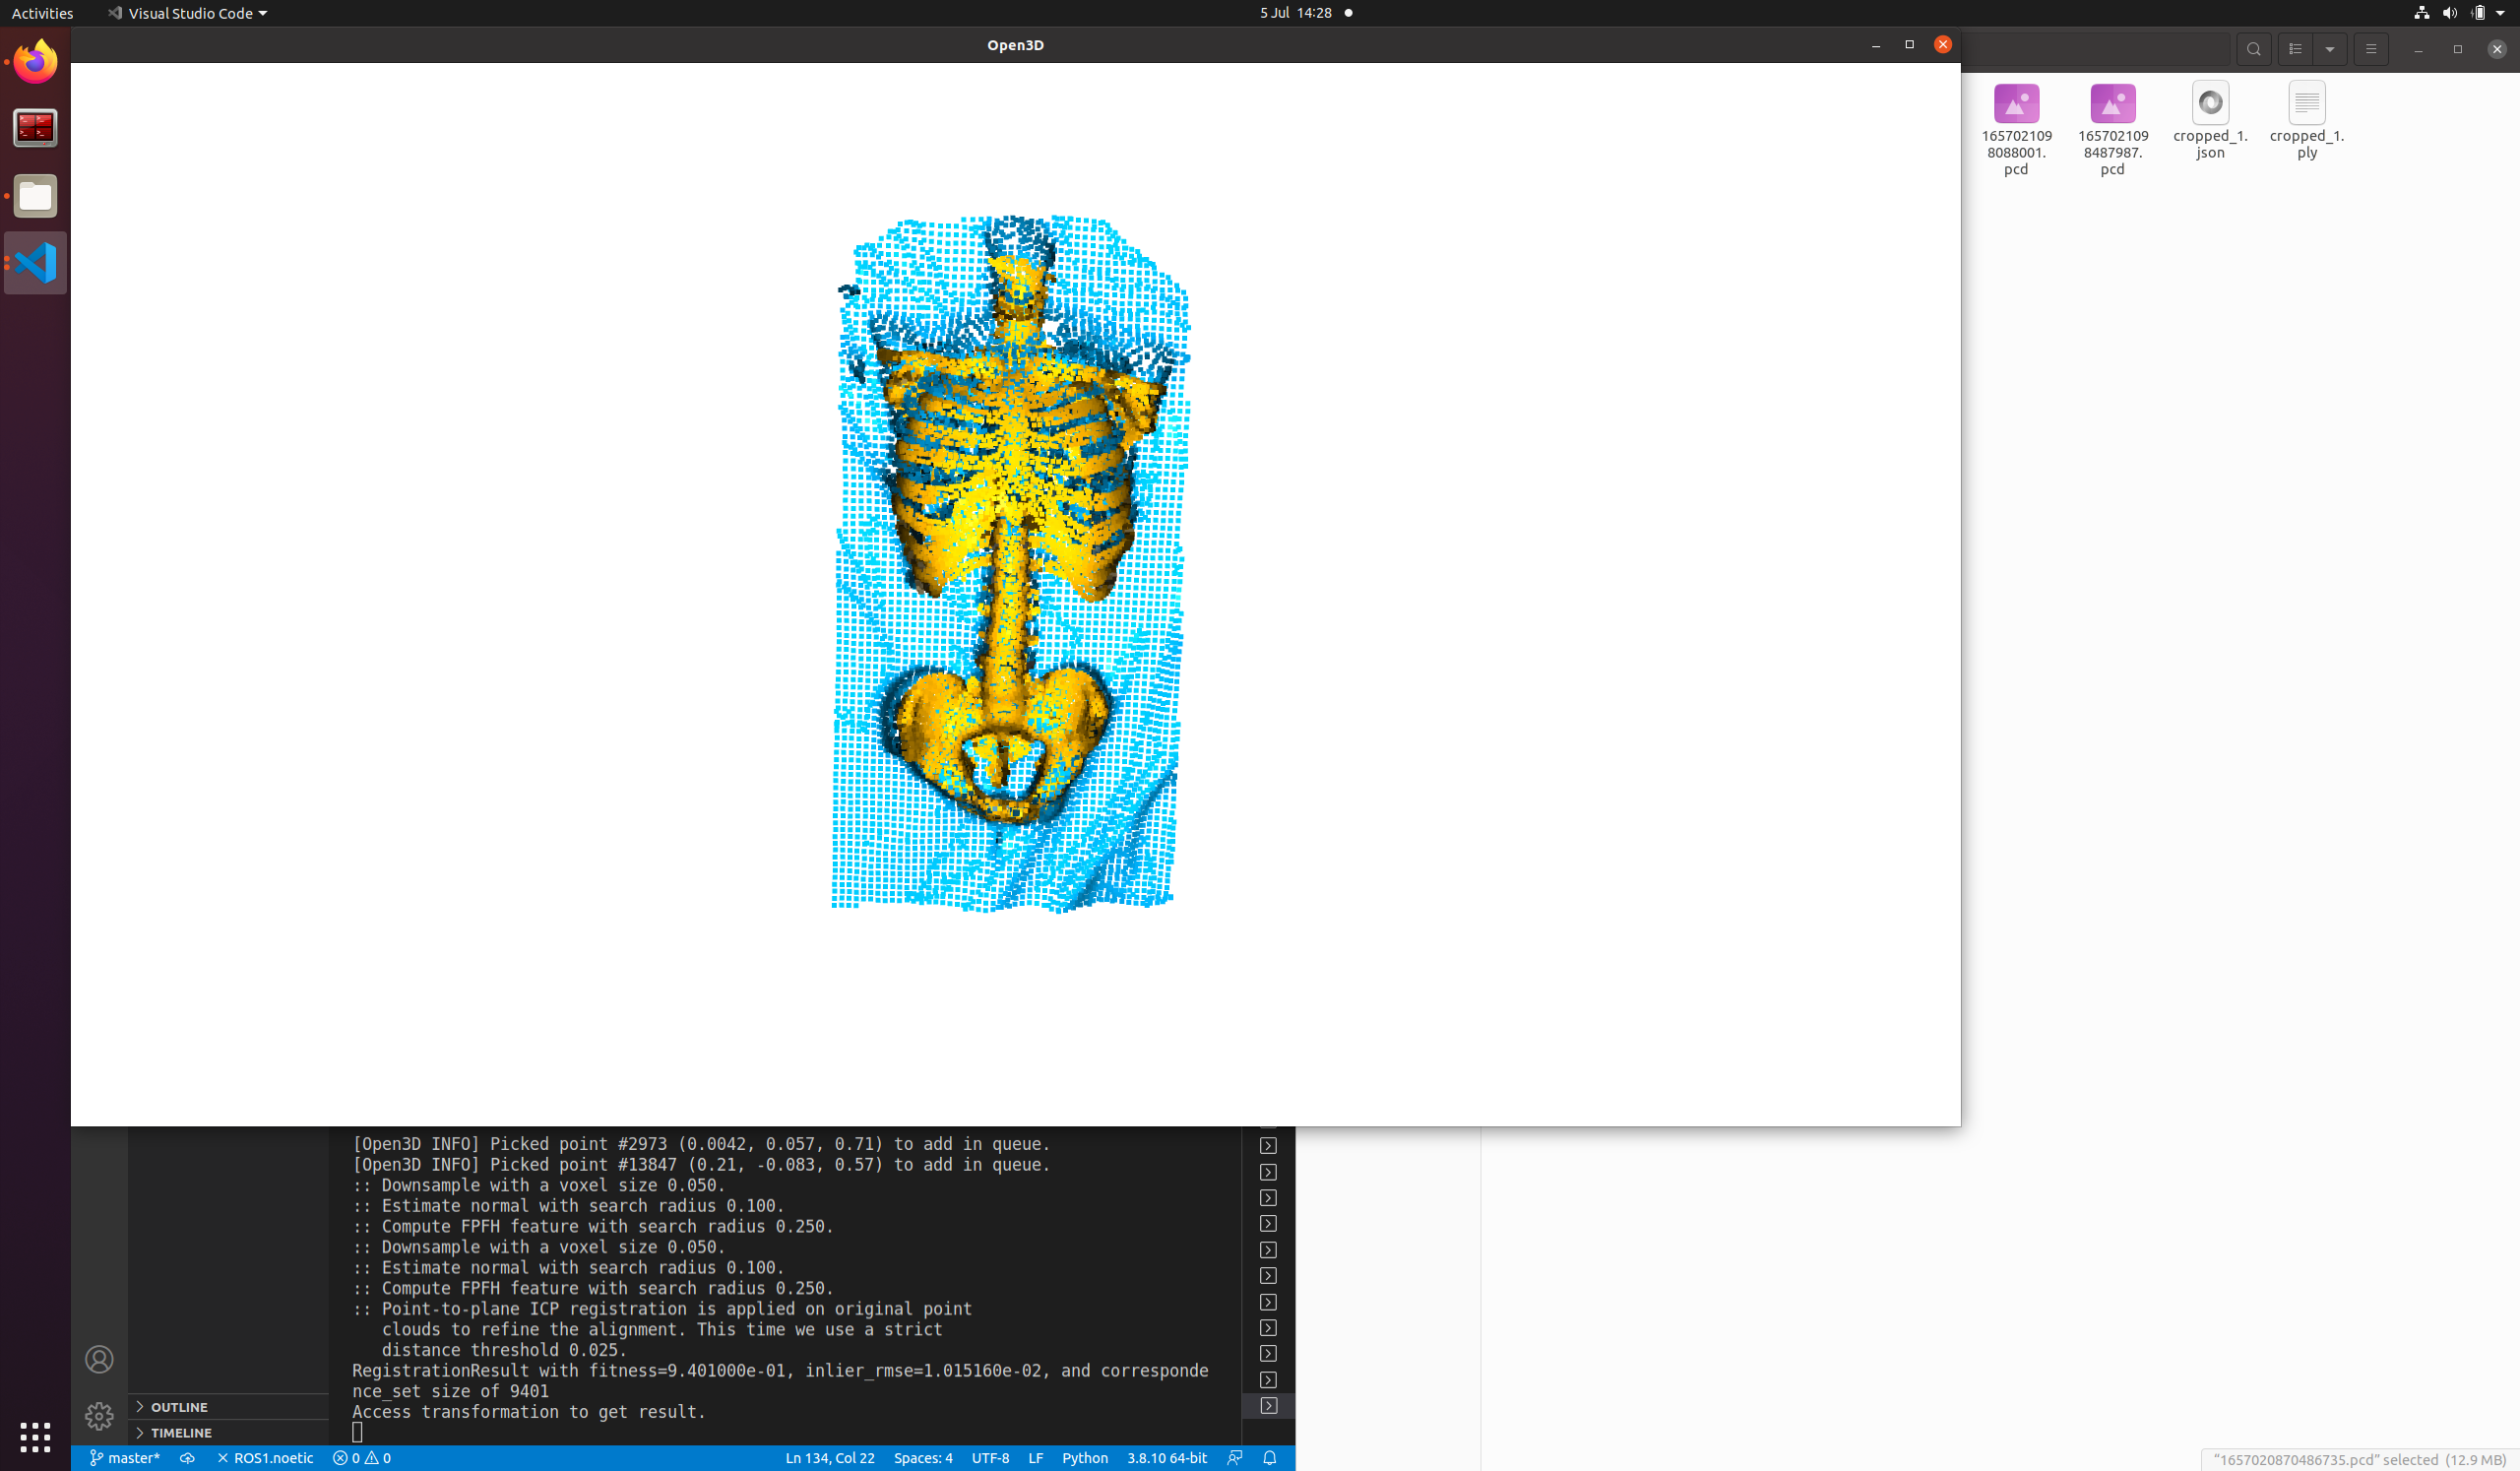 Activities
Visual Studio Code
5 Jul 14:28
Open3D
165702109
8088001.
pcd
165702109
8487987.
pcd
cropped_1.
json
cropped_1.
ply
[Open3D INFO] Picked point #2973 (0.0042, 0.057, 0.71) to add in queue.
[Open3D INFO] Picked point #13847 (0.21, -0.083, 0.57) to add in queue.
:: Downsample with a voxel size 0.050.
:: Estimate normal with search radius 0.100.
:: Compute FPFH feature with search radius 0.250.
:: Downsample with a voxel size 0.050.
:: Estimate normal with search radius 0.100.
:: Compute FPFH feature with search radius 0.250.
:: Point-to-plane ICP registration is applied on original point
clouds to refine the alignment. This time we use a strict
distance threshold 0.025.
RegistrationResult with fitness=9.401000e-01, inlier_rmse=1.015160e-02, and corresponde
nce_set size of 9401
Access transformation to get result.
OUTLINE
TIMELINE
master* ROS1.noetic 0 0 Ln 134, Col 22 Spaces: 4 UTF-8 LF Python 3.8.10 64-bit
"1657020870486735.pcd" selected (12.9 MB)